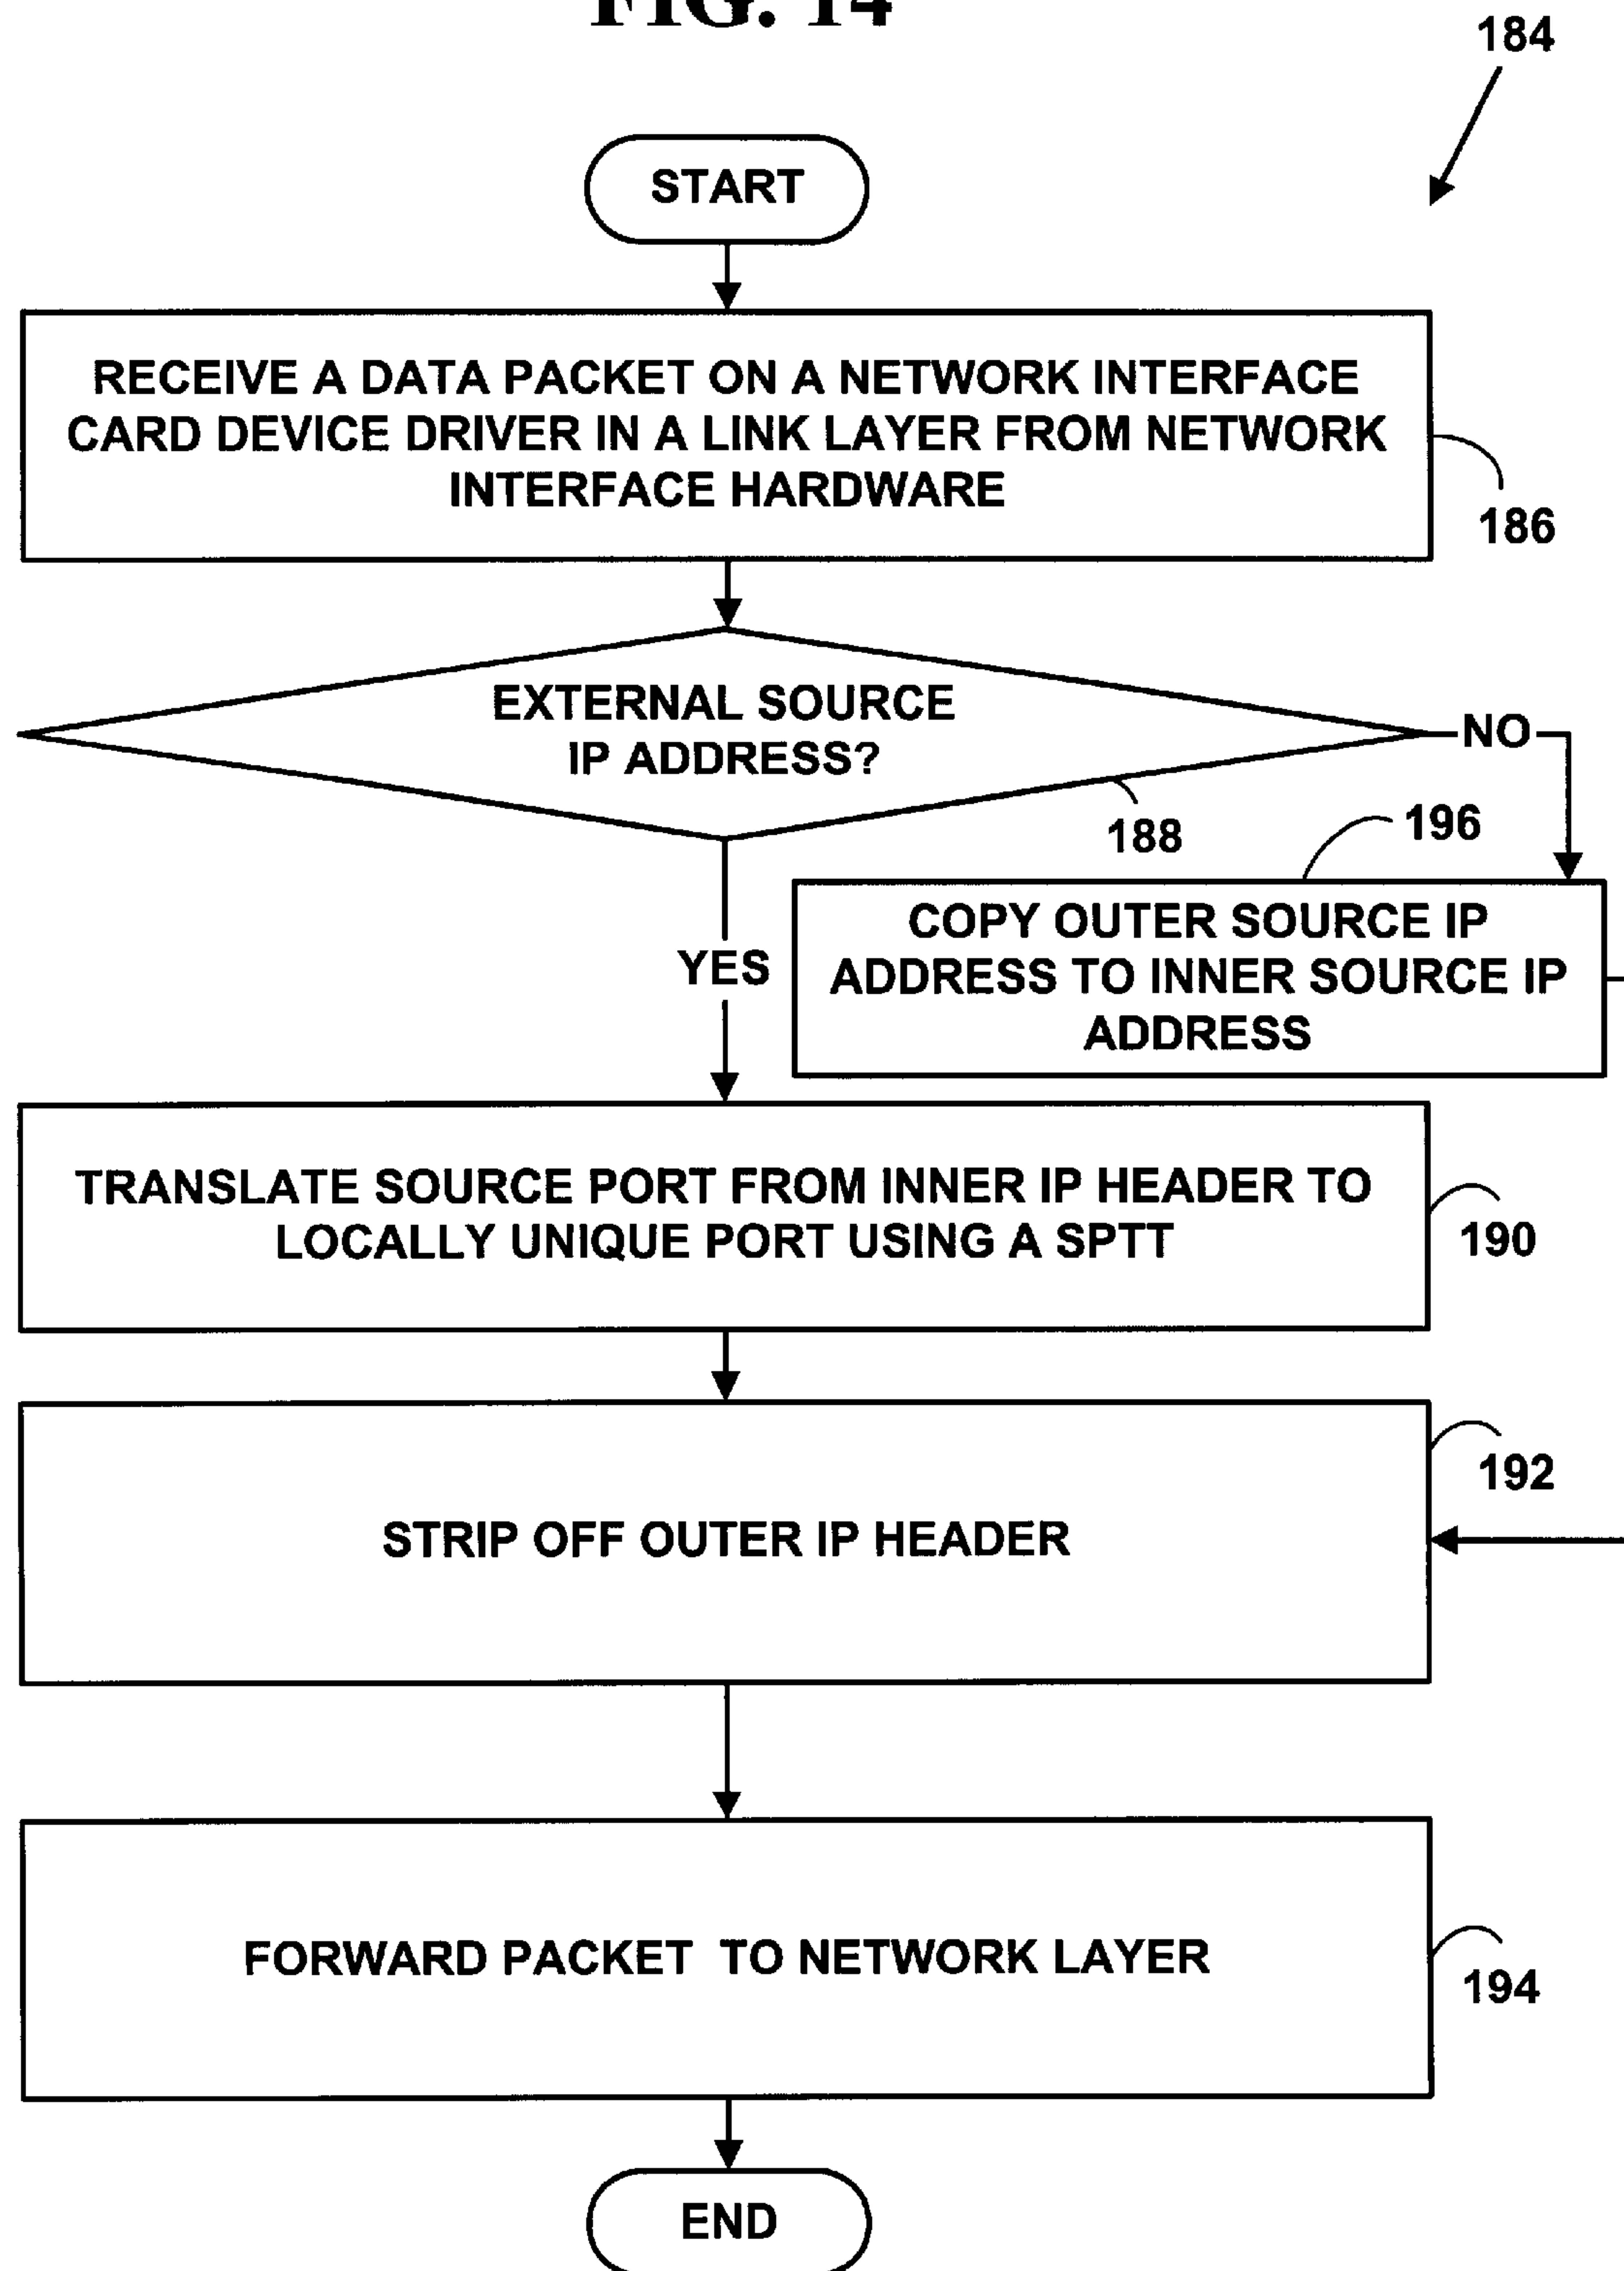 FIG. 14
184
START
RECEIVE A DATA PACKET ON A NETWORK INTERFACE
CARD DEVICE DRIVER IN A LINK LAYER FROM NETWORK
INTERFACE HARDWARE
186
EXTERNAL SOURCE
IP ADDRESS?
NO
188
196
COPY OUTER SOURCE IP
ADDRESS TO INNER SOURCE IP
ADDRESS
YES
TRANSLATE SOURCE PORT FROM INNER IP HEADER TO
LOCALLY UNIQUE PORT USING A SPTT
190
192
STRIP OFF OUTER IP HEADER
FORWARD PACKET TO NETWORK LAYER
194
END